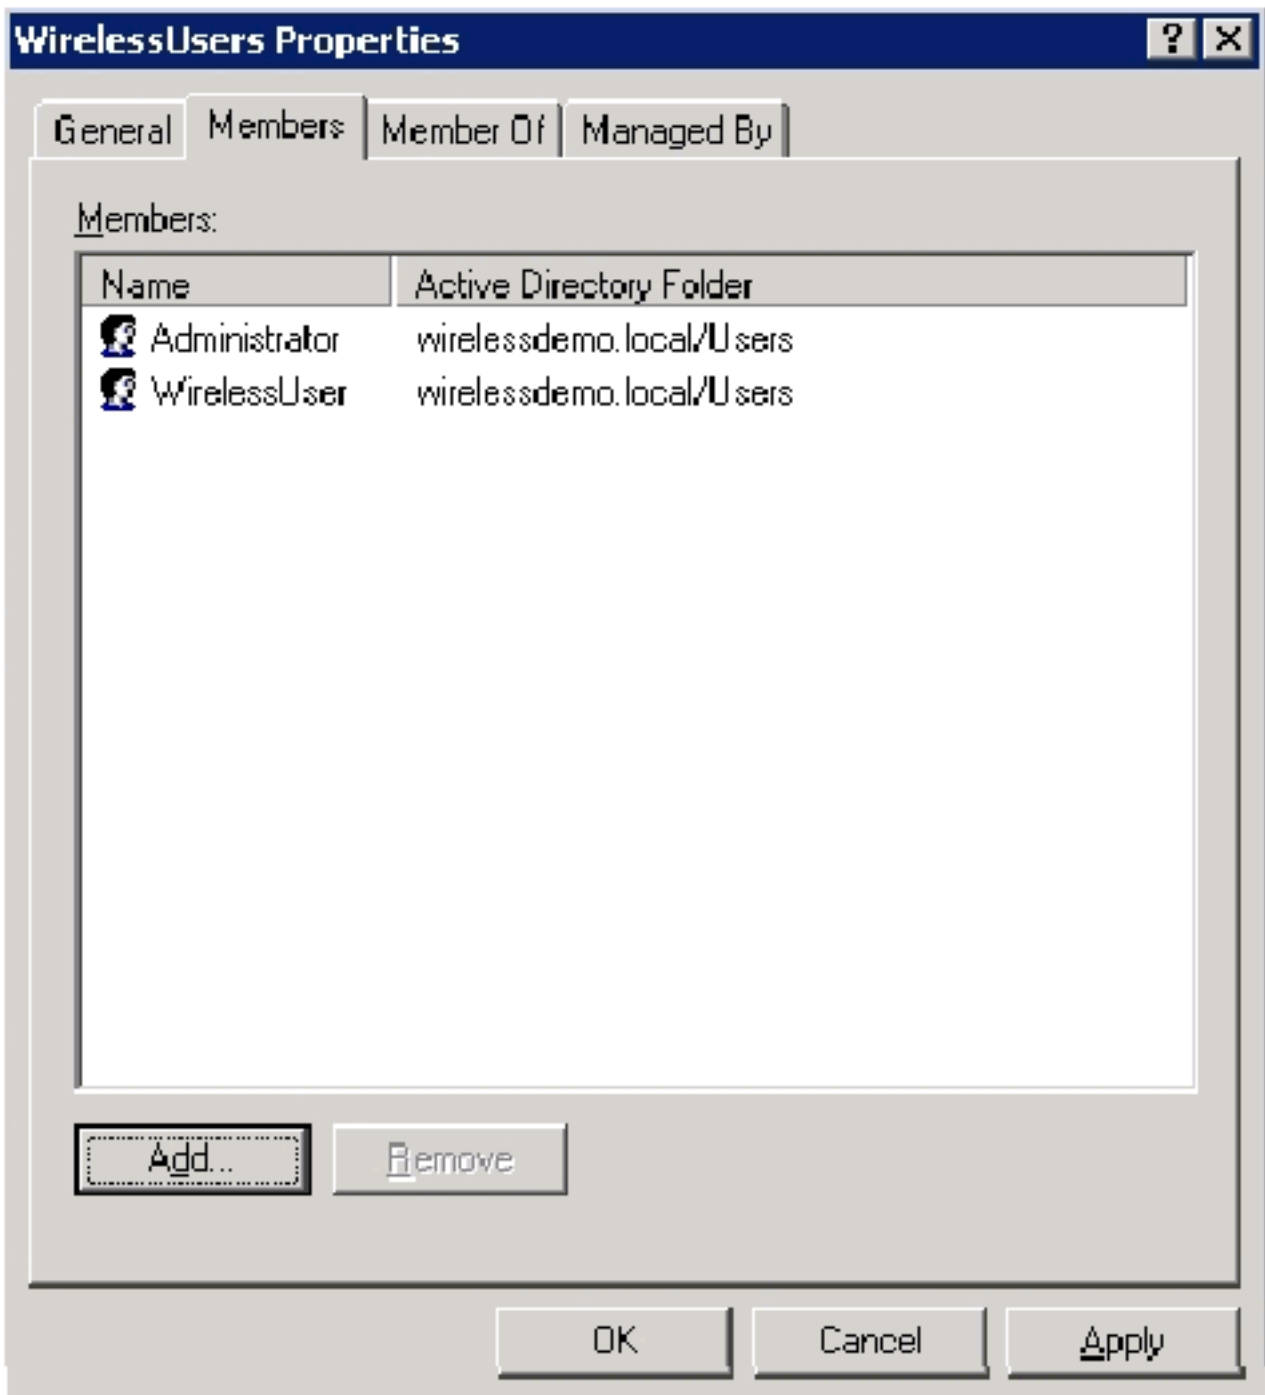 WirelessUsers Properties
General Members Member Of Managed By
Members:
Name Active Directory Folder
Administrator wirelessdemo.local/Users
WirelessUser wirelessdemo.local/Users
Add... Remove
OK Cancel Apply